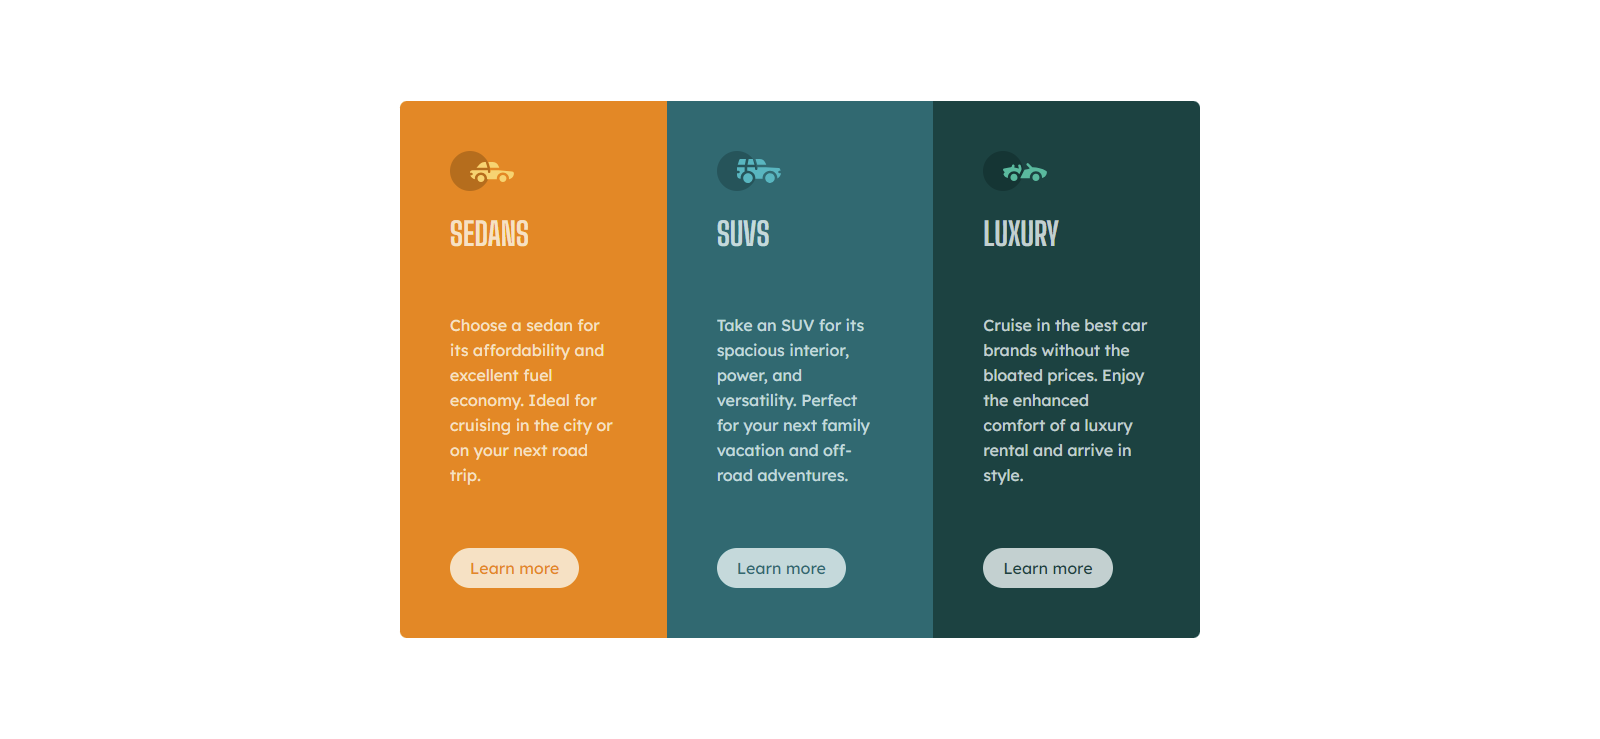 SEDANS
Choose a sedan for
its affordability and
excellent fuel
economy. Ideal for
cruising in the city or
on your next road
trip.
Learn more
SUVS
Take an SUV for its
spacious interior,
power, and
versatility. Perfect
for your next family
vacation and off-
road adventures.
Learn more
LUXURY
Cruise in the best car
brands without the
bloated prices. Enjoy
the enhanced
comfort of a luxury
rental and arrive in
style.
Learn more